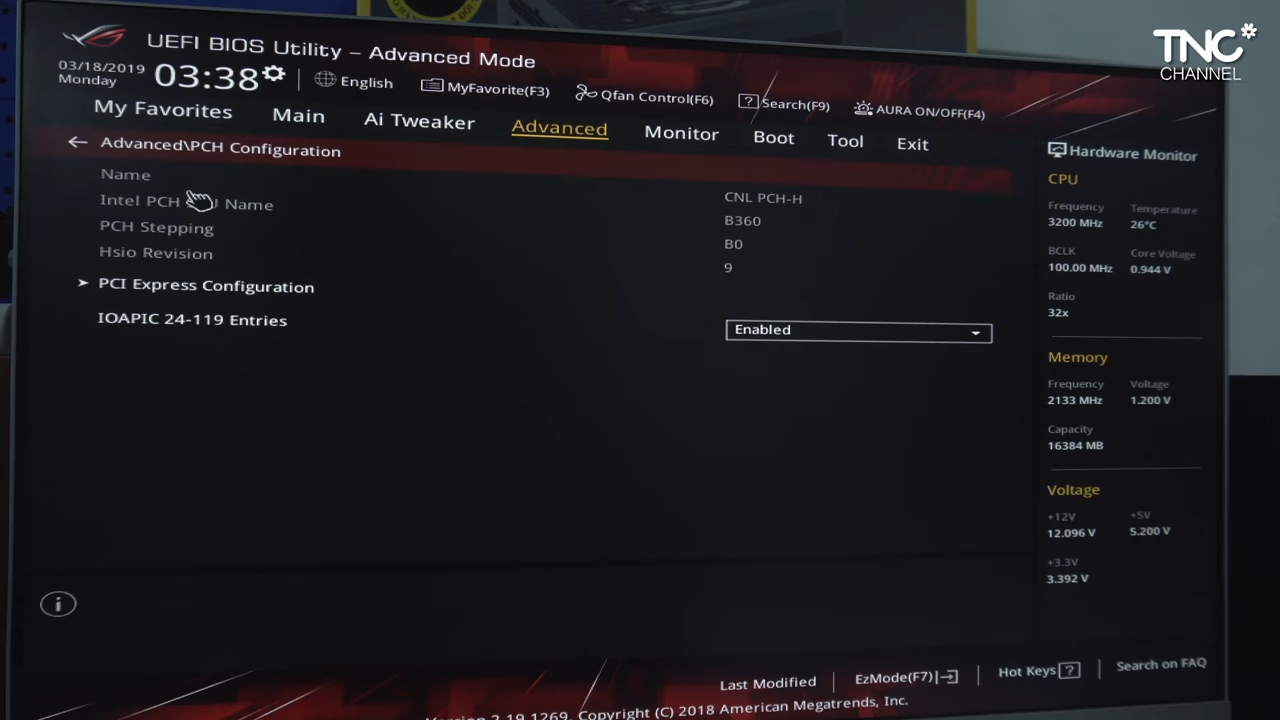 TNC
CHANNEL
UEFI BIOS Utility – Advanced Mode
03/18/2019
Monday
03:38
English
MyFavorite(F3)
Qfan Control(F6)
? Search(F9)
AURA ON/OFF(F4)
My Favorites Main Ai Tweaker Advanced Monitor Boot Tool Exit
Advanced\PCH Configuration
Name CNL PCH-H
Intel PCH Name B360
PCH Stepping B0
Hsio Revision 9
PCI Express Configuration
IOAPIC 24-119 Entries Enabled
Hardware Monitor
CPU
Frequency Temperature
3200 MHz 26°C
BCLK Core Voltage
100.00 MHz 0.944 V
Ratio
32x
Memory
Frequency Voltage
2133 MHz 1.200 V
Capacity
16384 MB
Voltage
+12V +5V
12.096 V 5.200 V
+3.3V
3.392 V
i
Last Modified EzMode(F7) Hot Keys ? Search on FAQ
Version 2.19.1269. Copyright (C) 2018 American Megatrends, Inc.